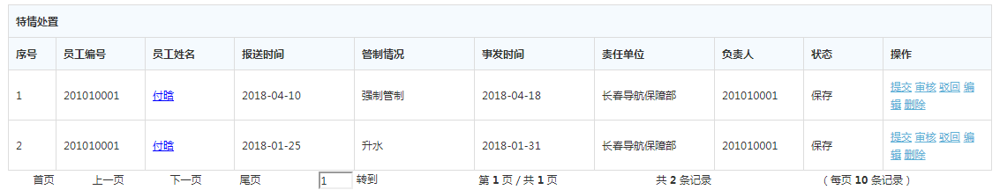 特情处置
序号 员工编号 员工姓名 报送时间 管制情况 事发时间 责任单位 负责人 状态 操作
1 201010001 付晗 2018-04-10 强制管制 2018-04-18 长春导航保障部 201010001 保存 提交 审核 驳回 编
辑 删除
2 201010001 付晗 2018-01-25 升水 2018-01-31 长春导航保障部 201010001 保存 提交 审核 驳回 编
辑 删除
首页 上一页 下一页 尾页 1 转到 第 1 页 / 共 1 页 共 2 条记录 ( 每页 10 条记录 )